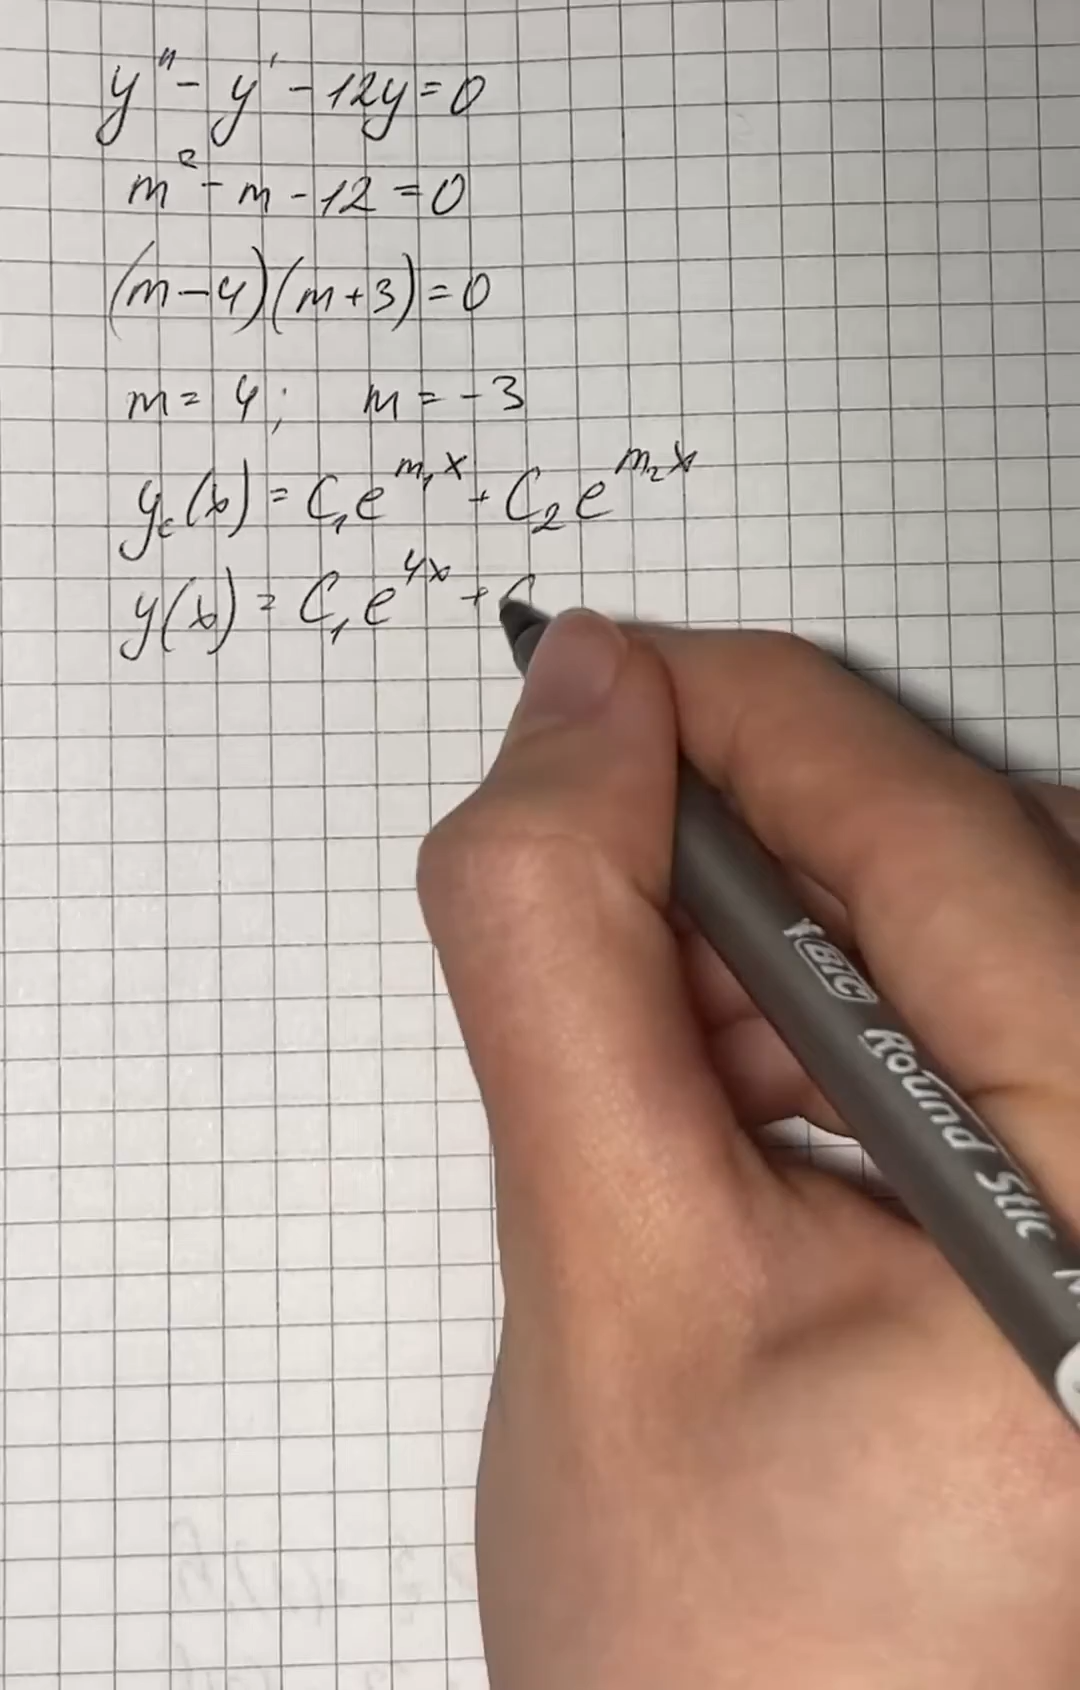 y'' - y' - 12y = 0
m² - m - 12 = 0
(m - 4)(m + 3) = 0
m = 4; m = -3
y_c(x) = C₁e^{m₁x} + C₂e^{m₂x}
y(x) = C₁e^{4x} + C
BIC Round Stic M